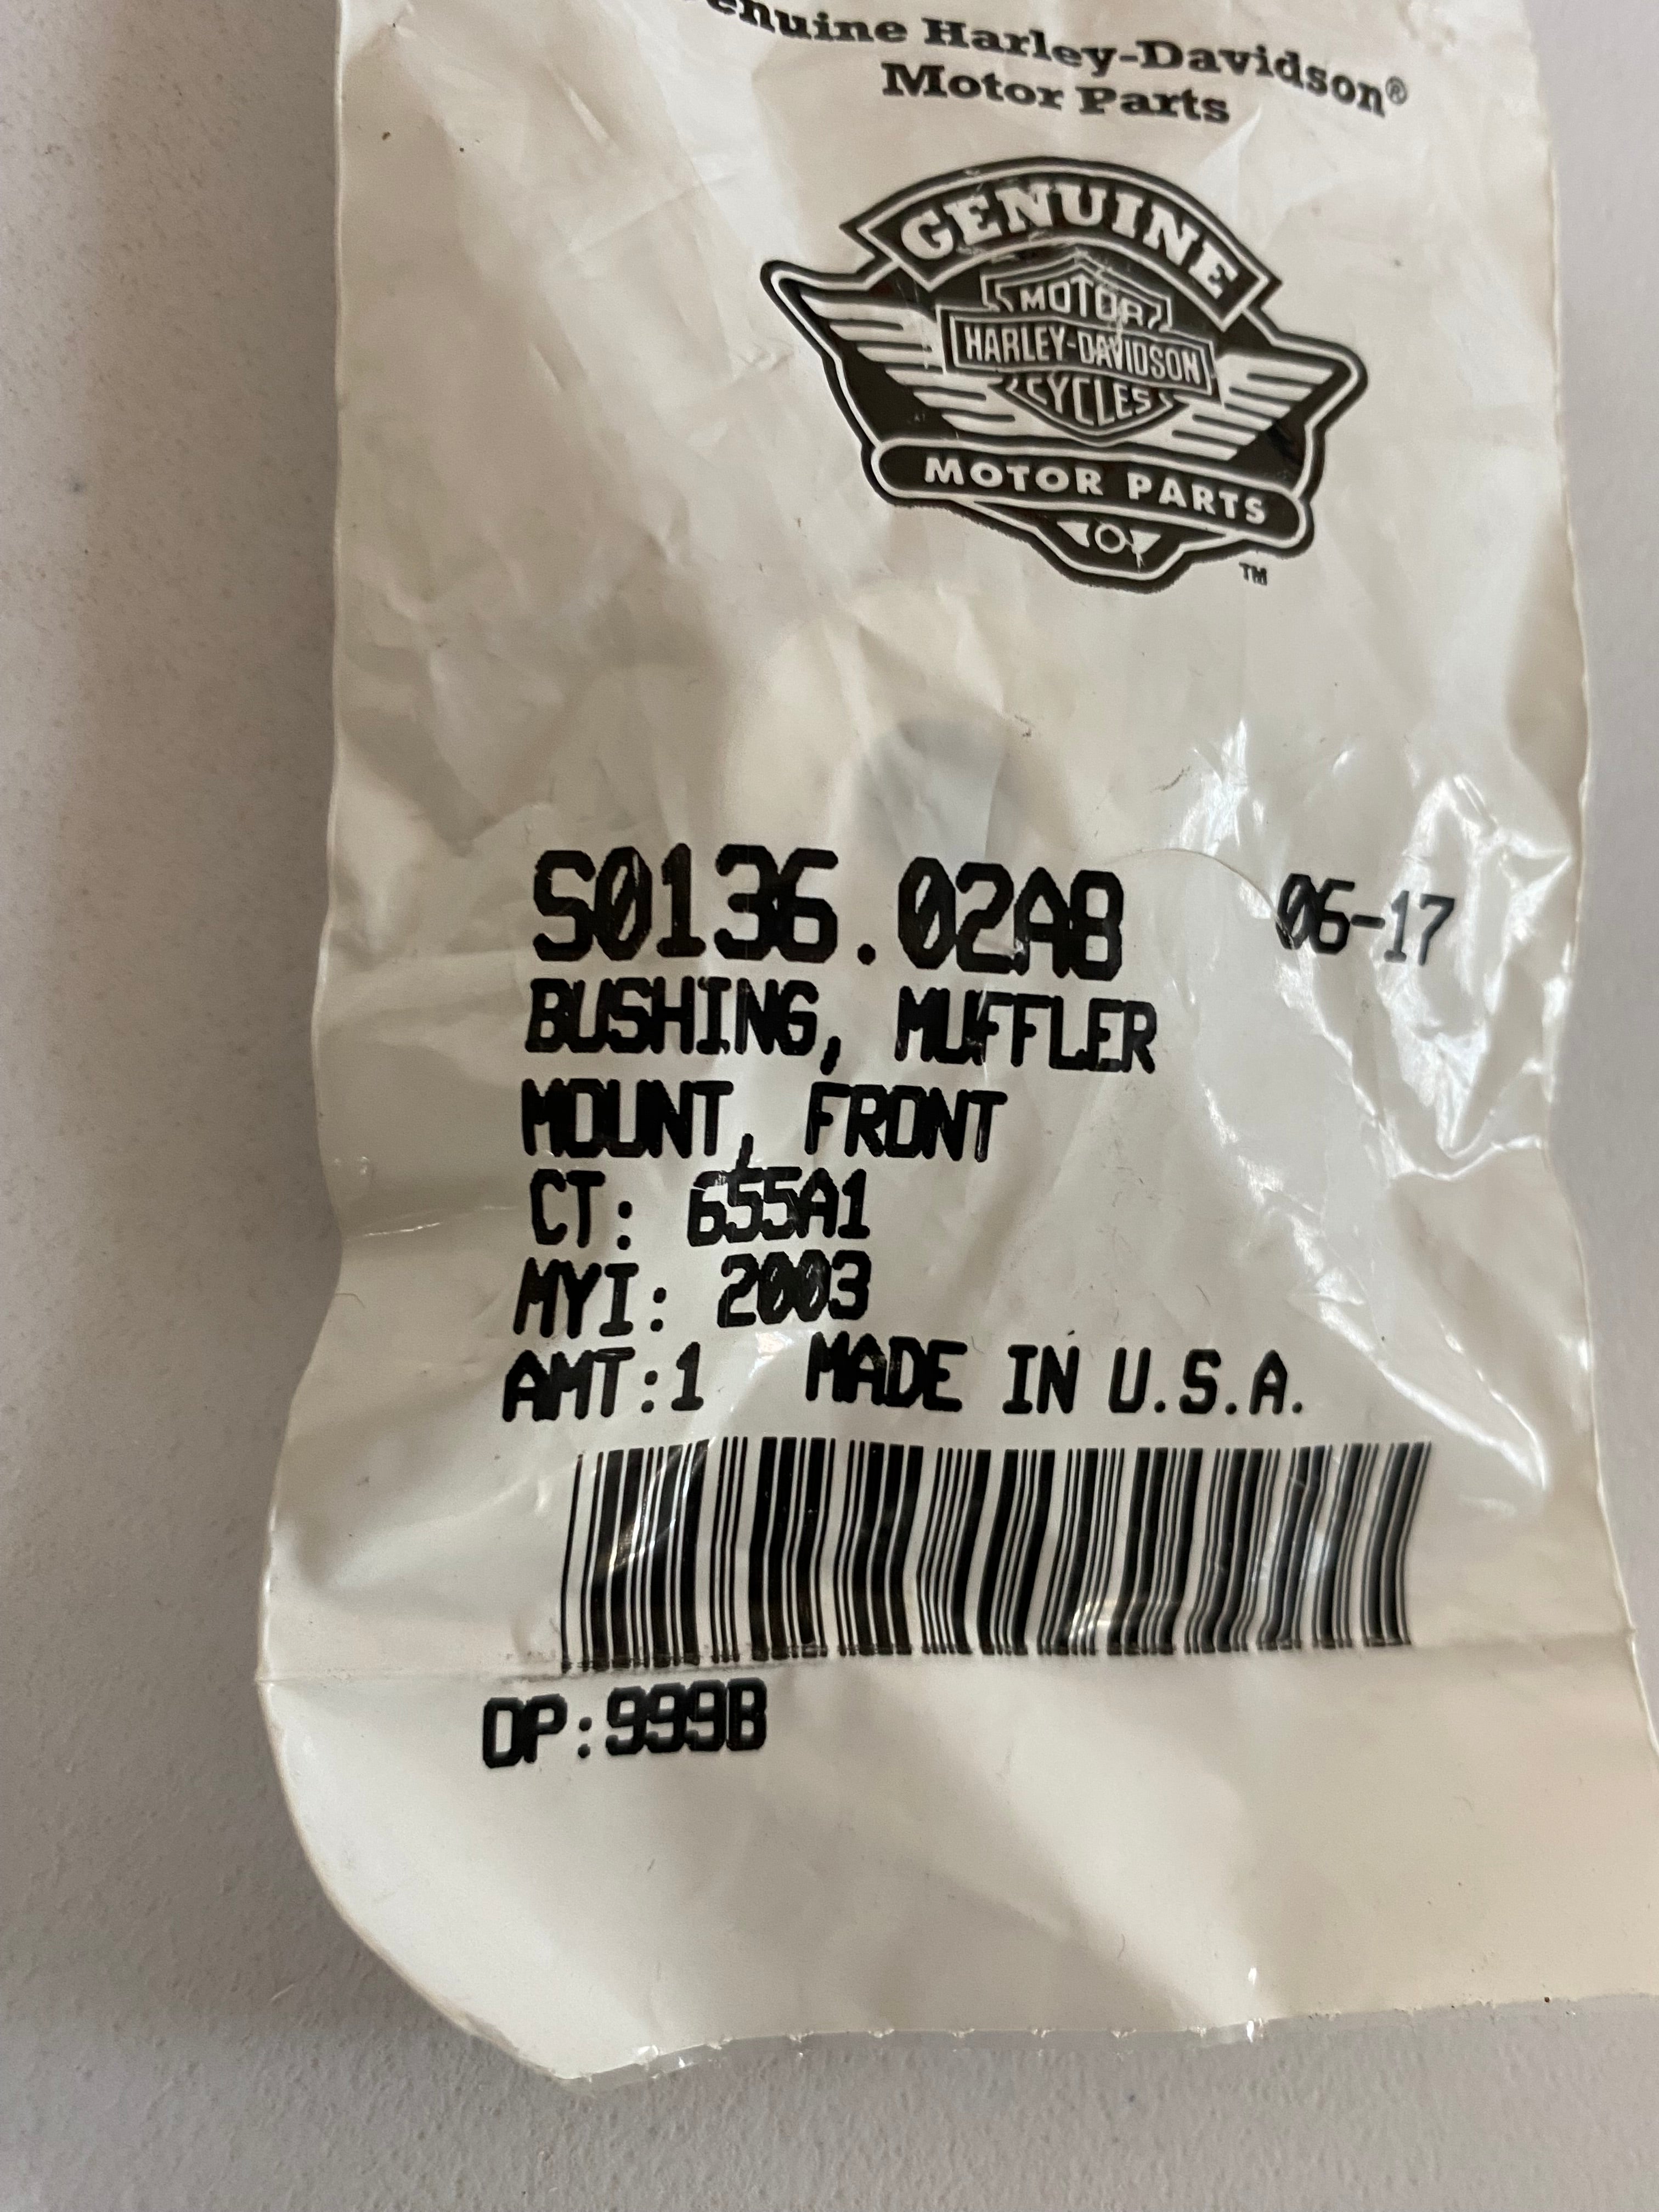 enuine Harley-Davidson®
Motor Parts
GENUINE
MOTOR
HARLEY-DAVIDSON
CYCLES
MOTOR PARTS
TM
S0136.02A8 06-17
BUSHING, MUFFLER
MOUNT, FRONT
CT: 655A1
MYI: 2003
AMT:1 MADE IN U.S.A.
OP:999B